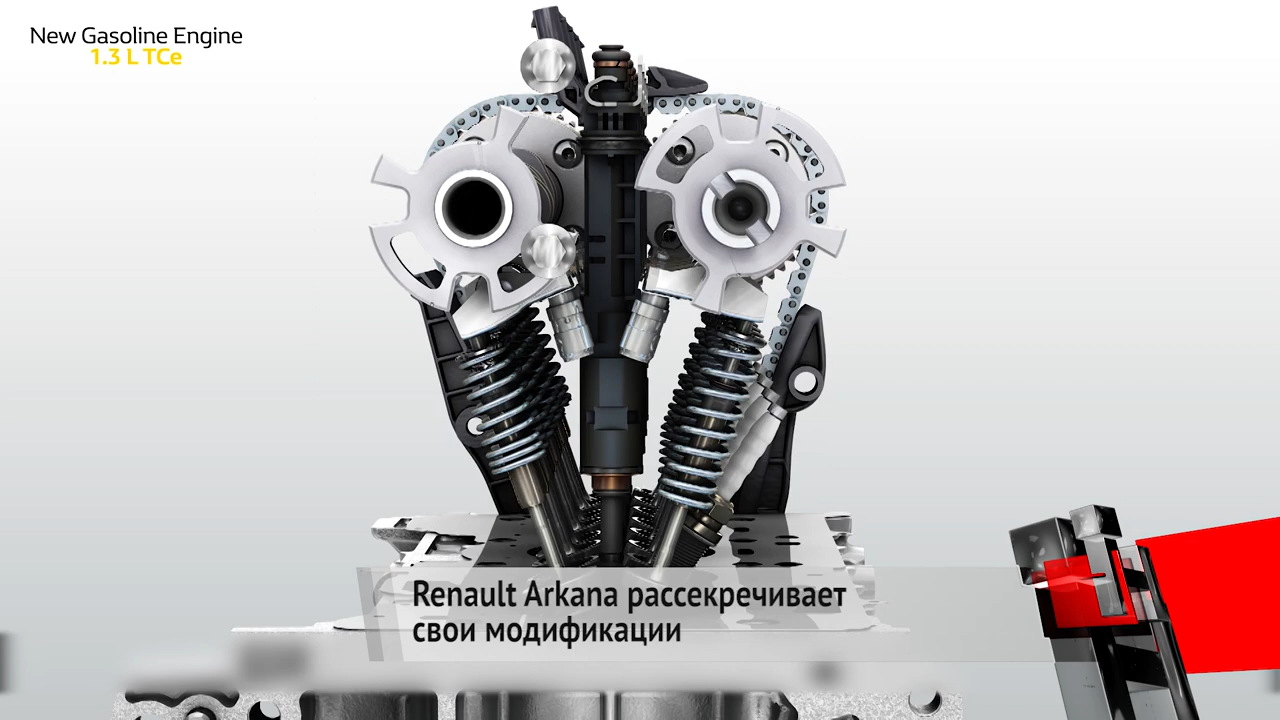 New Gasoline Engine
1.3 L TCe
Renault Arkana рассекречивает
свои модификации